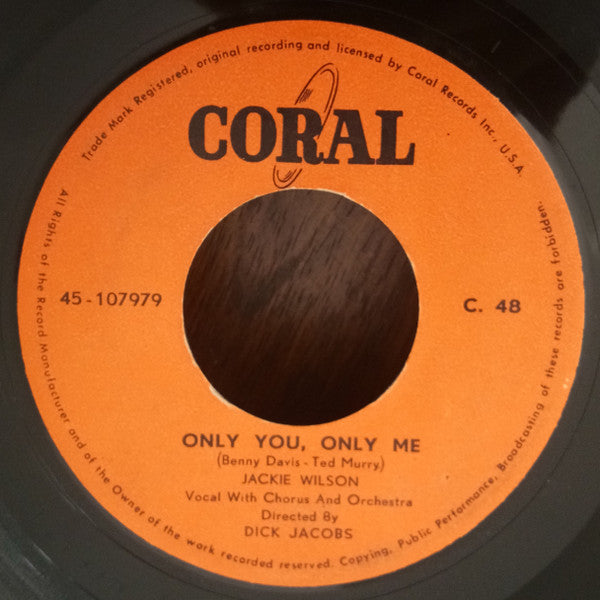 Trade Mark Registered, original recording and licensed by Coral Records Inc., U.S.A.
CORAL
45-107979
C. 48
ONLY YOU, ONLY ME
(Benny Davis - Ted Murry)
JACKIE WILSON
Vocal With Chorus And Orchestra
Directed By
DICK JACOBS
All Rights of the Record Manufacturer and of the Owner of the work recorded reserved. Copying, Public Performance, Broadcasting of these records are forbidden.